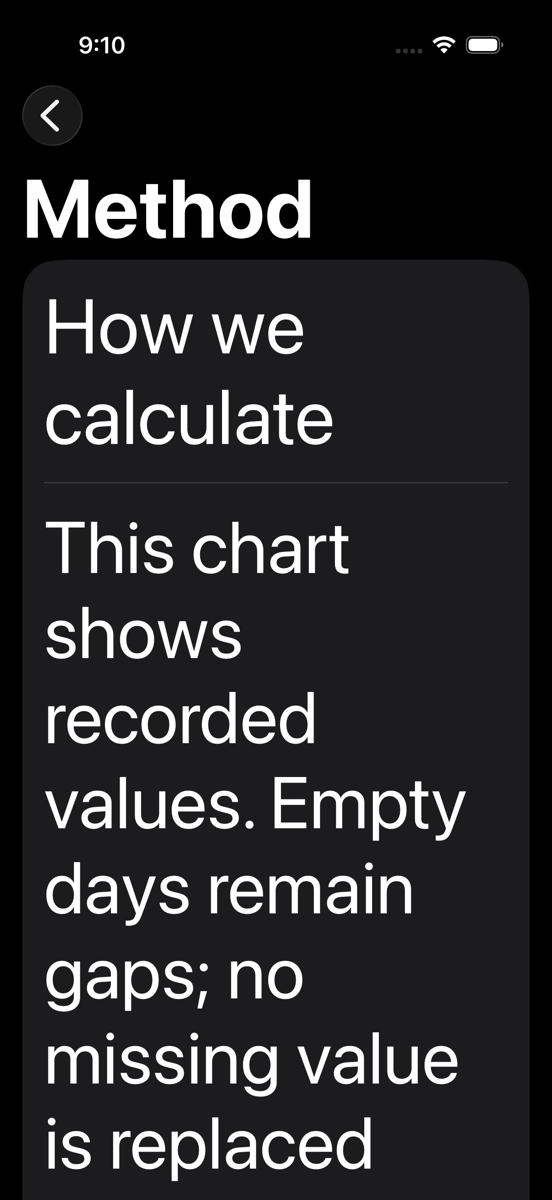 9:10
Method
How we
calculate
This chart
shows
recorded
values. Empty
days remain
gaps; no
missing value
is replaced